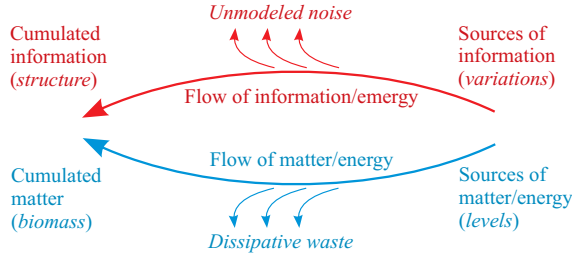 Unmodeled noise
Cumulated
information
(structure)
Sources of
information
(variations)
Flow of information/emergy
Flow of matter/energy
Cumulated
matter
(biomass)
Sources of
matter/energy
(levels)
Dissipative waste